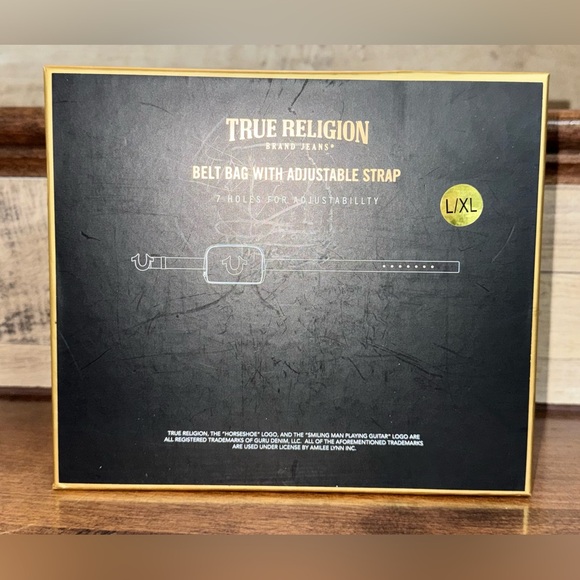 TRUE RELIGION
BRAND JEANS®
BELT BAG WITH ADJUSTABLE STRAP
7 HOLES FOR ADJUSTABILLTY
L/XL
TRUE RELIGION, THE "HORSESHOE" LOGO, AND THE "SMILING MAN PLAYING GUITAR" LOGO ARE
ALL REGISTERED TRADEMARKS OF GURU DENIM, LLC. ALL OF THE AFOREMENTIONED TRADEMARKS
ARE USED UNDER LICENSE BY AMILEE LYNN INC.